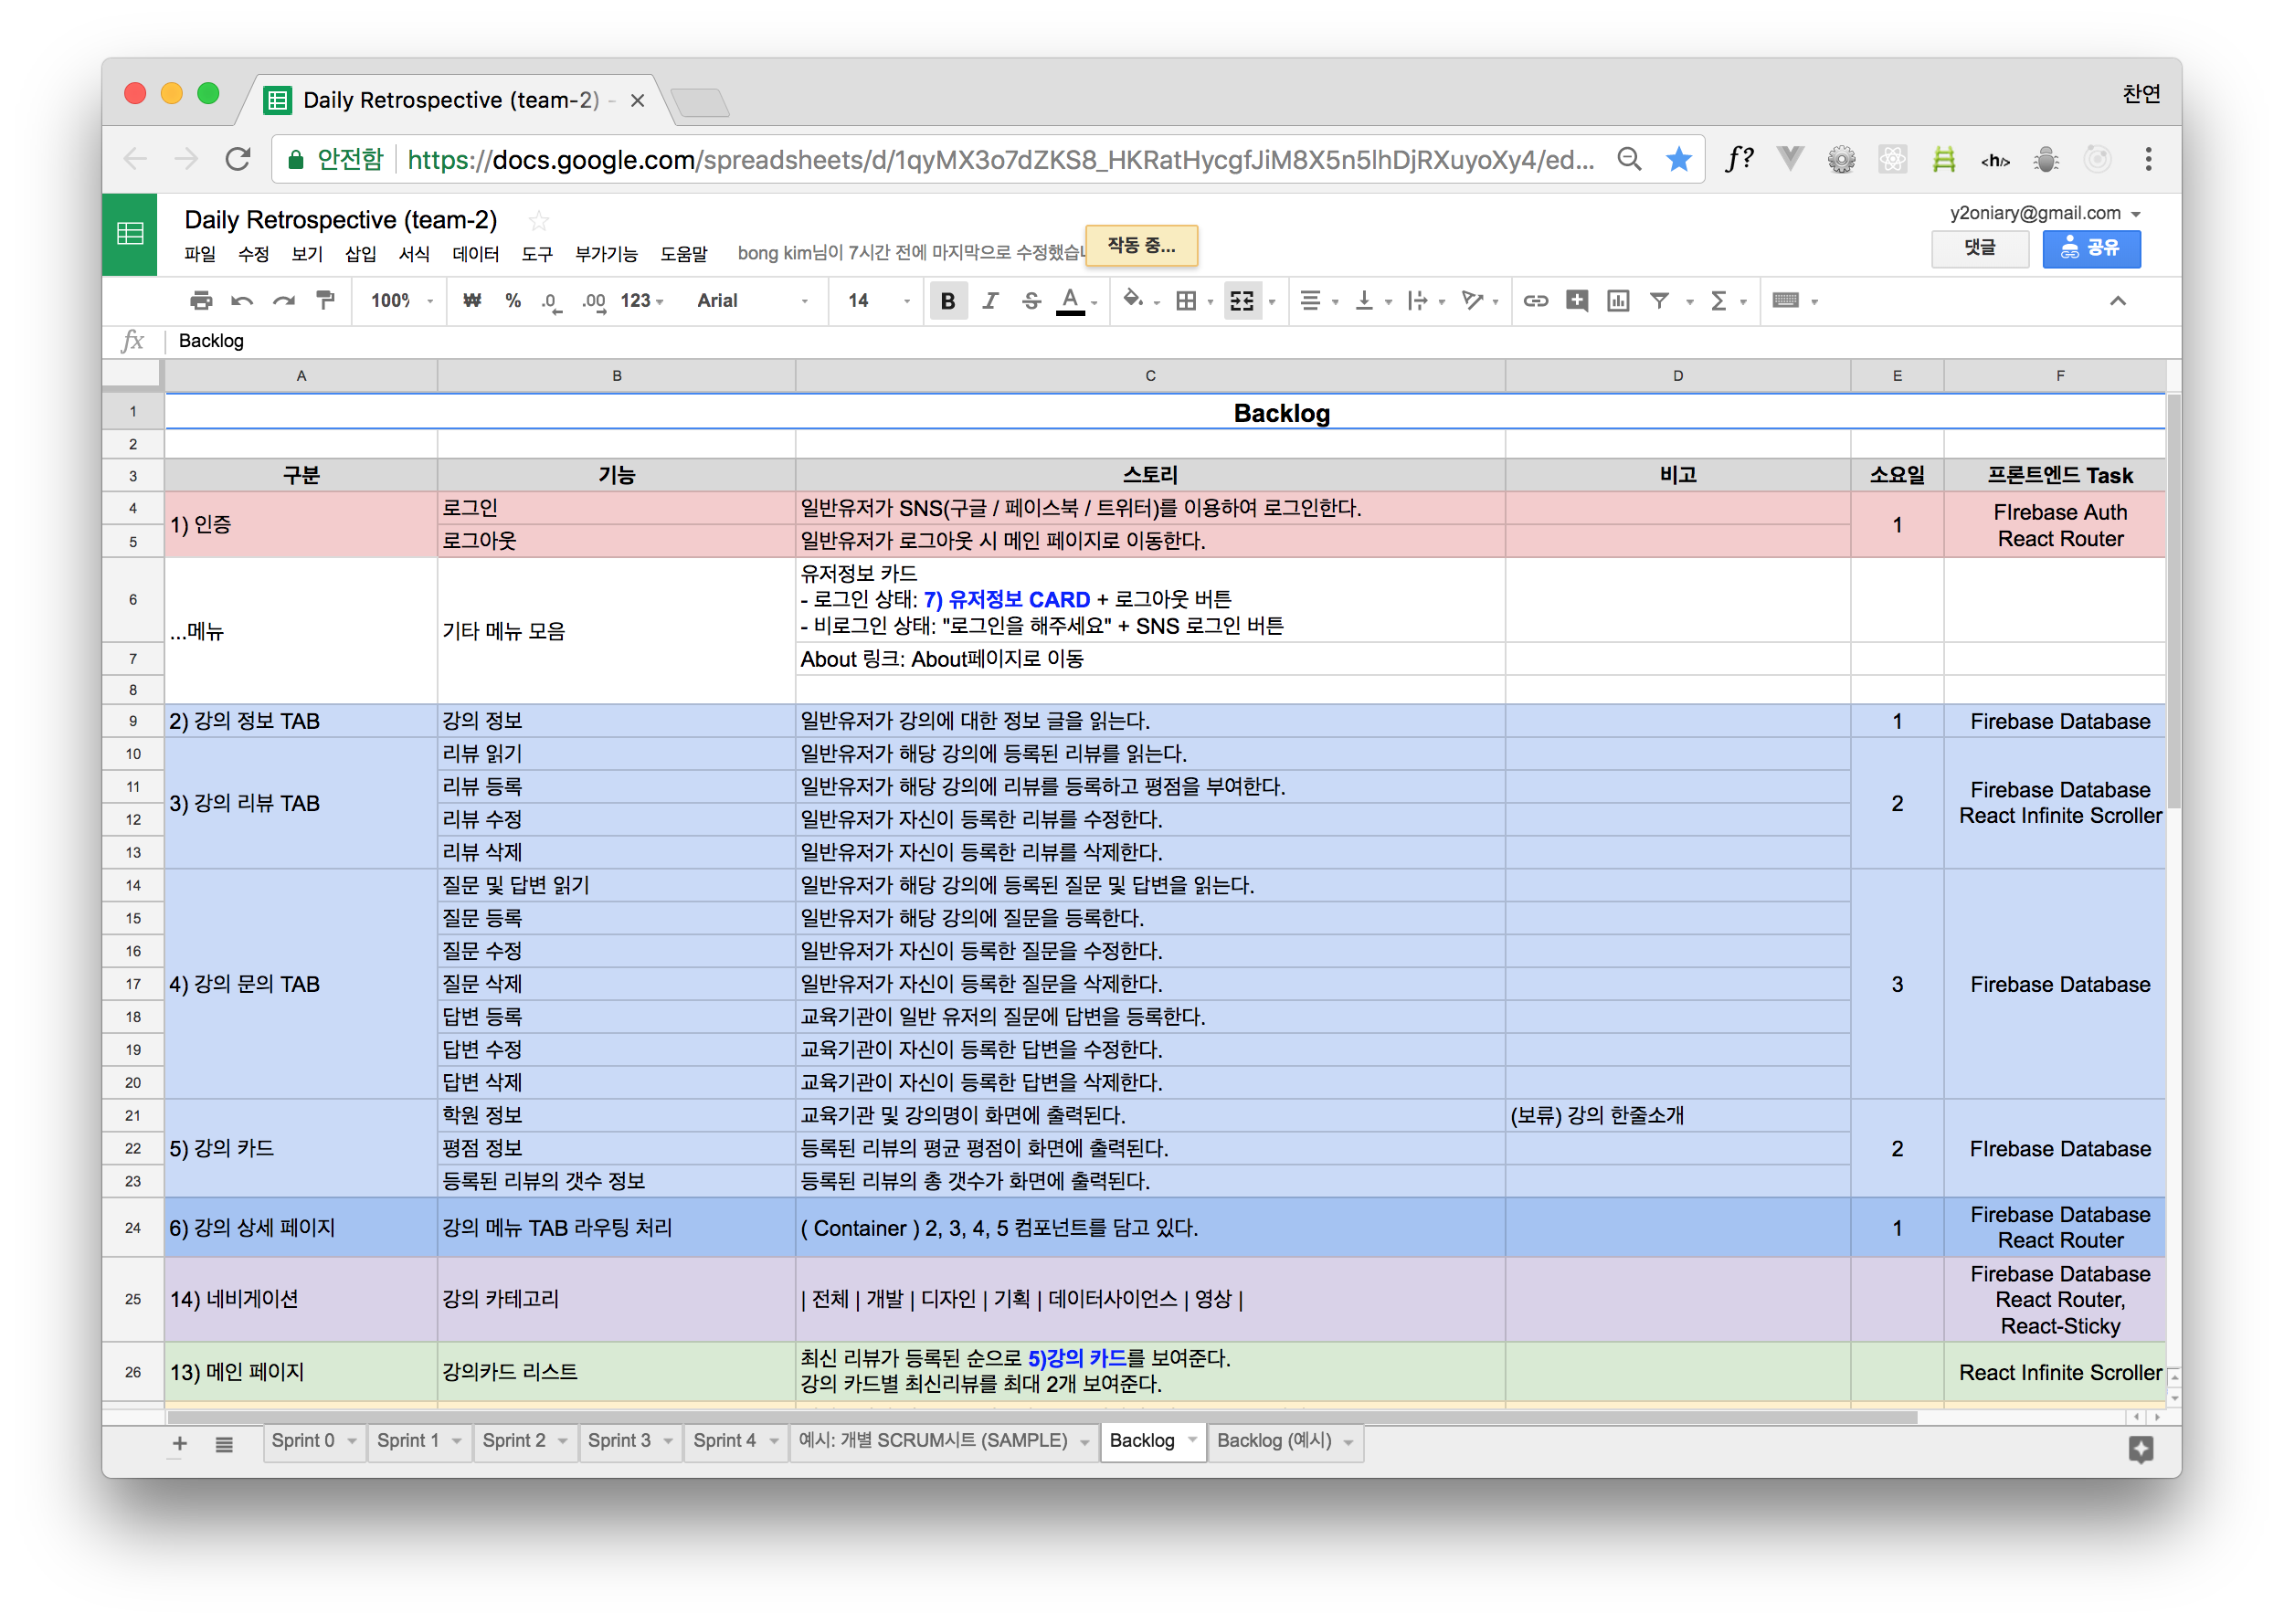 Daily Retrospective (team-2) -
찬연
안전함 https://docs.google.com/spreadsheets/d/1qyMX3o7dZKS8_HKRatHycgfJiM8X5n5lhDjRXuyoXy4/ed...
f?
<h/>
Daily Retrospective (team-2)
y2oniary@gmail.com
파일 수정 보기 삽입 서식 데이터 도구 부가기능 도움말 bong kim님이 7시간 전에 마지막으로 수정했습
작동 중...
댓글 공유
100% ₩ % .0 .00 123 Arial 14 B I S A
fx Backlog
A B C D E F
1 Backlog
2
3 구분 기능 스토리 비고 소요일 프론트엔드 Task
4 로그인 일반유저가 SNS(구글 / 페이스북 / 트위터)를 이용하여 로그인한다.
1) 인증 1 FIrebase Auth
React Router
5 로그아웃 일반유저가 로그아웃 시 메인 페이지로 이동한다.
유저정보 카드
6 - 로그인 상태: 7) 유저정보 CARD + 로그아웃 버튼
- 비로그인 상태: "로그인을 해주세요" + SNS 로그인 버튼
...메뉴 기타 메뉴 모음
7 About 링크: About페이지로 이동
8
9 2) 강의 정보 TAB 강의 정보 일반유저가 강의에 대한 정보 글을 읽는다. 1 Firebase Database
10 리뷰 읽기 일반유저가 해당 강의에 등록된 리뷰를 읽는다.
11 리뷰 등록 일반유저가 해당 강의에 리뷰를 등록하고 평점을 부여한다.
3) 강의 리뷰 TAB 2 Firebase Database
React Infinite Scroller
12 리뷰 수정 일반유저가 자신이 등록한 리뷰를 수정한다.
13 리뷰 삭제 일반유저가 자신이 등록한 리뷰를 삭제한다.
14 질문 및 답변 읽기 일반유저가 해당 강의에 등록된 질문 및 답변을 읽는다.
15 질문 등록 일반유저가 해당 강의에 질문을 등록한다.
16 질문 수정 일반유저가 자신이 등록한 질문을 수정한다.
17 4) 강의 문의 TAB 질문 삭제 일반유저가 자신이 등록한 질문을 삭제한다. 3 Firebase Database
18 답변 등록 교육기관이 일반 유저의 질문에 답변을 등록한다.
19 답변 수정 교육기관이 자신이 등록한 답변을 수정한다.
20 답변 삭제 교육기관이 자신이 등록한 답변을 삭제한다.
21 학원 정보 교육기관 및 강의명이 화면에 출력된다. (보류) 강의 한줄소개
22 5) 강의 카드 평점 정보 등록된 리뷰의 평균 평점이 화면에 출력된다. 2 FIrebase Database
23 등록된 리뷰의 갯수 정보 등록된 리뷰의 총 갯수가 화면에 출력된다.
24 6) 강의 상세 페이지 강의 메뉴 TAB 라우팅 처리 ( Container ) 2, 3, 4, 5 컴포넌트를 담고 있다. 1 Firebase Database
React Router
25 14) 네비게이션 강의 카테고리 | 전체 | 개발 | 디자인 | 기획 | 데이터사이언스 | 영상 | Firebase Database
React Router,
React-Sticky
26 13) 메인 페이지 강의카드 리스트 최신 리뷰가 등록된 순으로 5)강의 카드를 보여준다.
강의 카드별 최신리뷰를 최대 2개 보여준다. React Infinite Scroller
Sprint 0 Sprint 1 Sprint 2 Sprint 3 Sprint 4 예시: 개별 SCRUM시트 (SAMPLE) Backlog Backlog (예시)